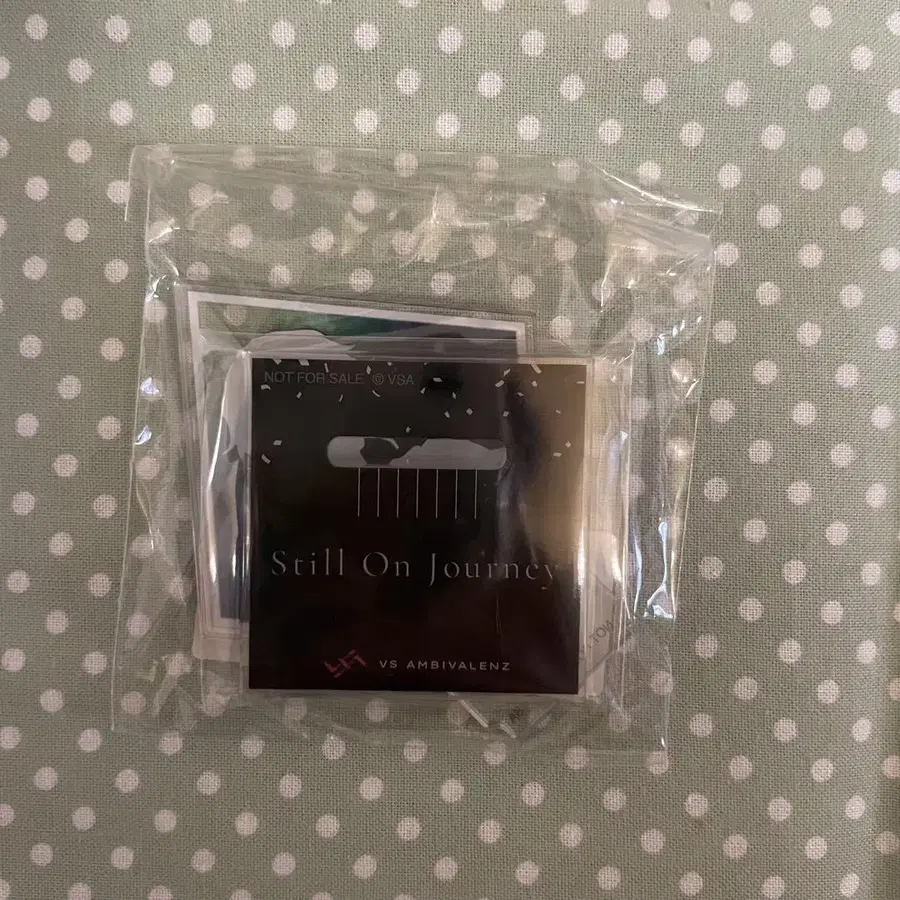 NOT FOR SALE © VSA
Still On Journey
VS AMBIVALENZ